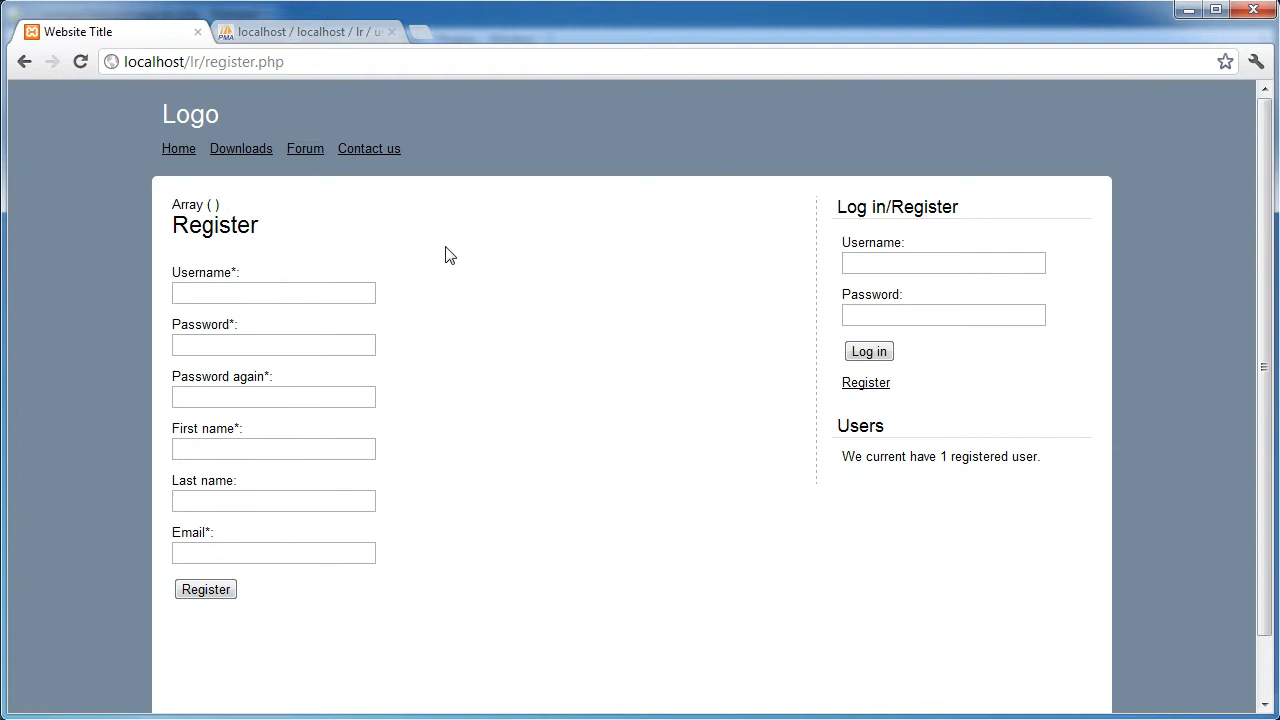 Website Title
localhost / localhost / lr / u
localhost/lr/register.php
Logo
Home Downloads Forum Contact us
Array ( )
Register
Username*:
Password*:
Password again*:
First name*:
Last name:
Email*:
Register
Log in/Register
Username:
Password:
Log in
Register
Users
We current have 1 registered user.